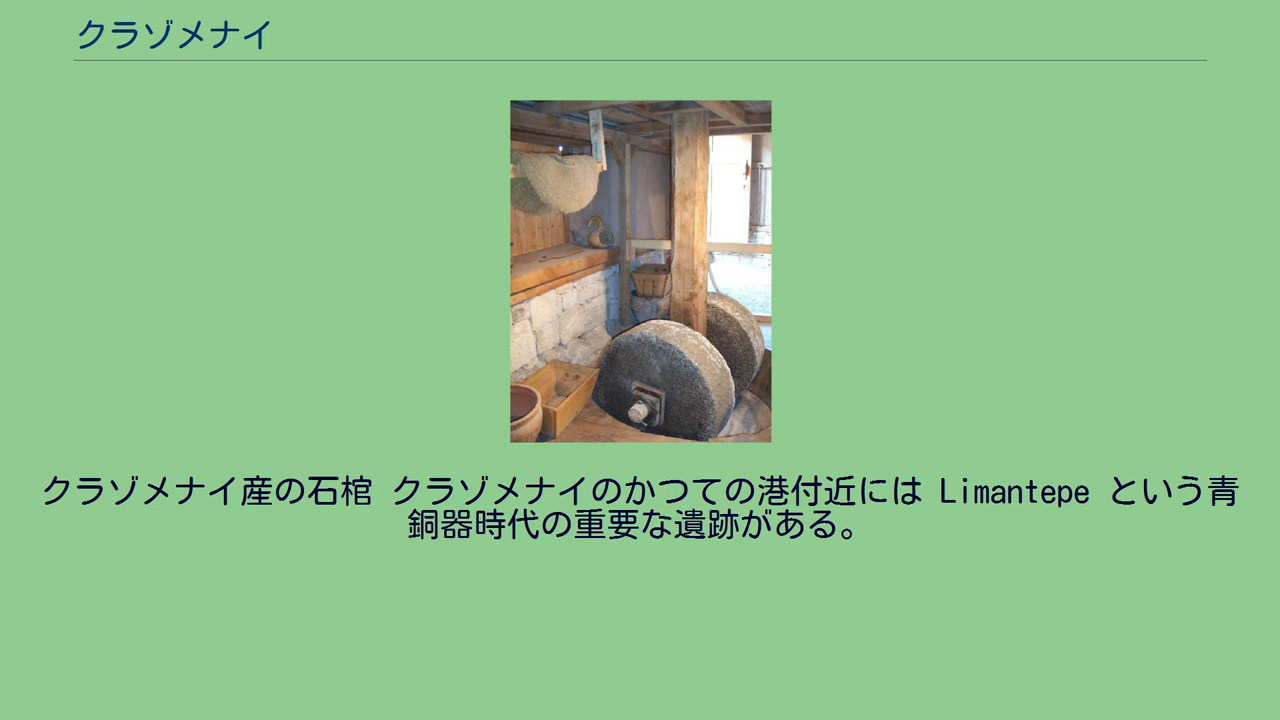 クラゾメナイ
クラゾメナイ産の石棺 クラゾメナイのかつての港付近には Limantepe という青
銅器時代の重要な遺跡がある。